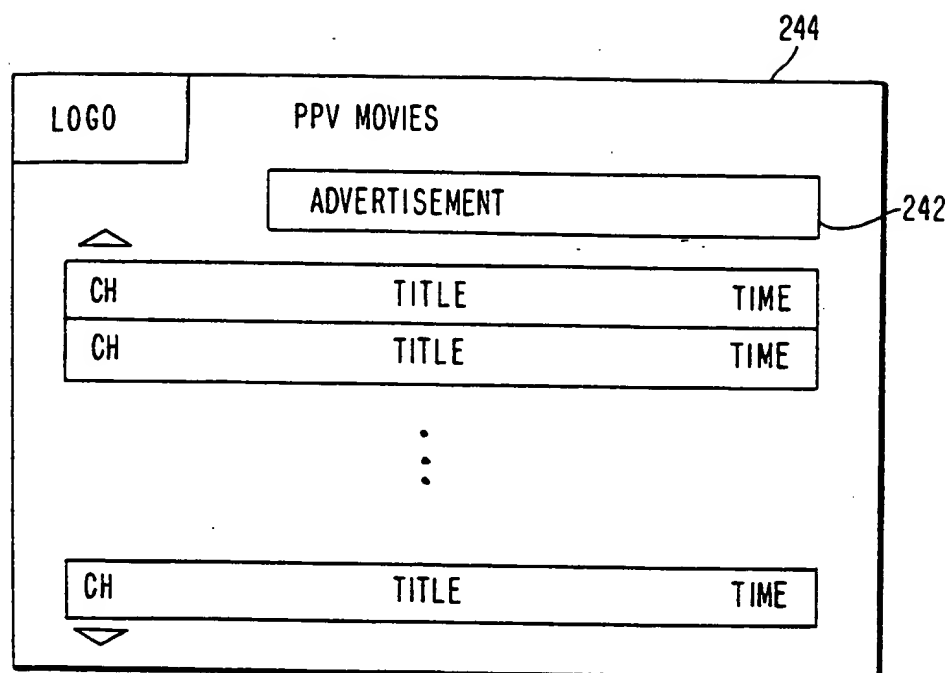 244
LOGO PPV MOVIES
ADVERTISEMENT
242
CH TITLE TIME
CH TITLE TIME
CH TITLE TIME